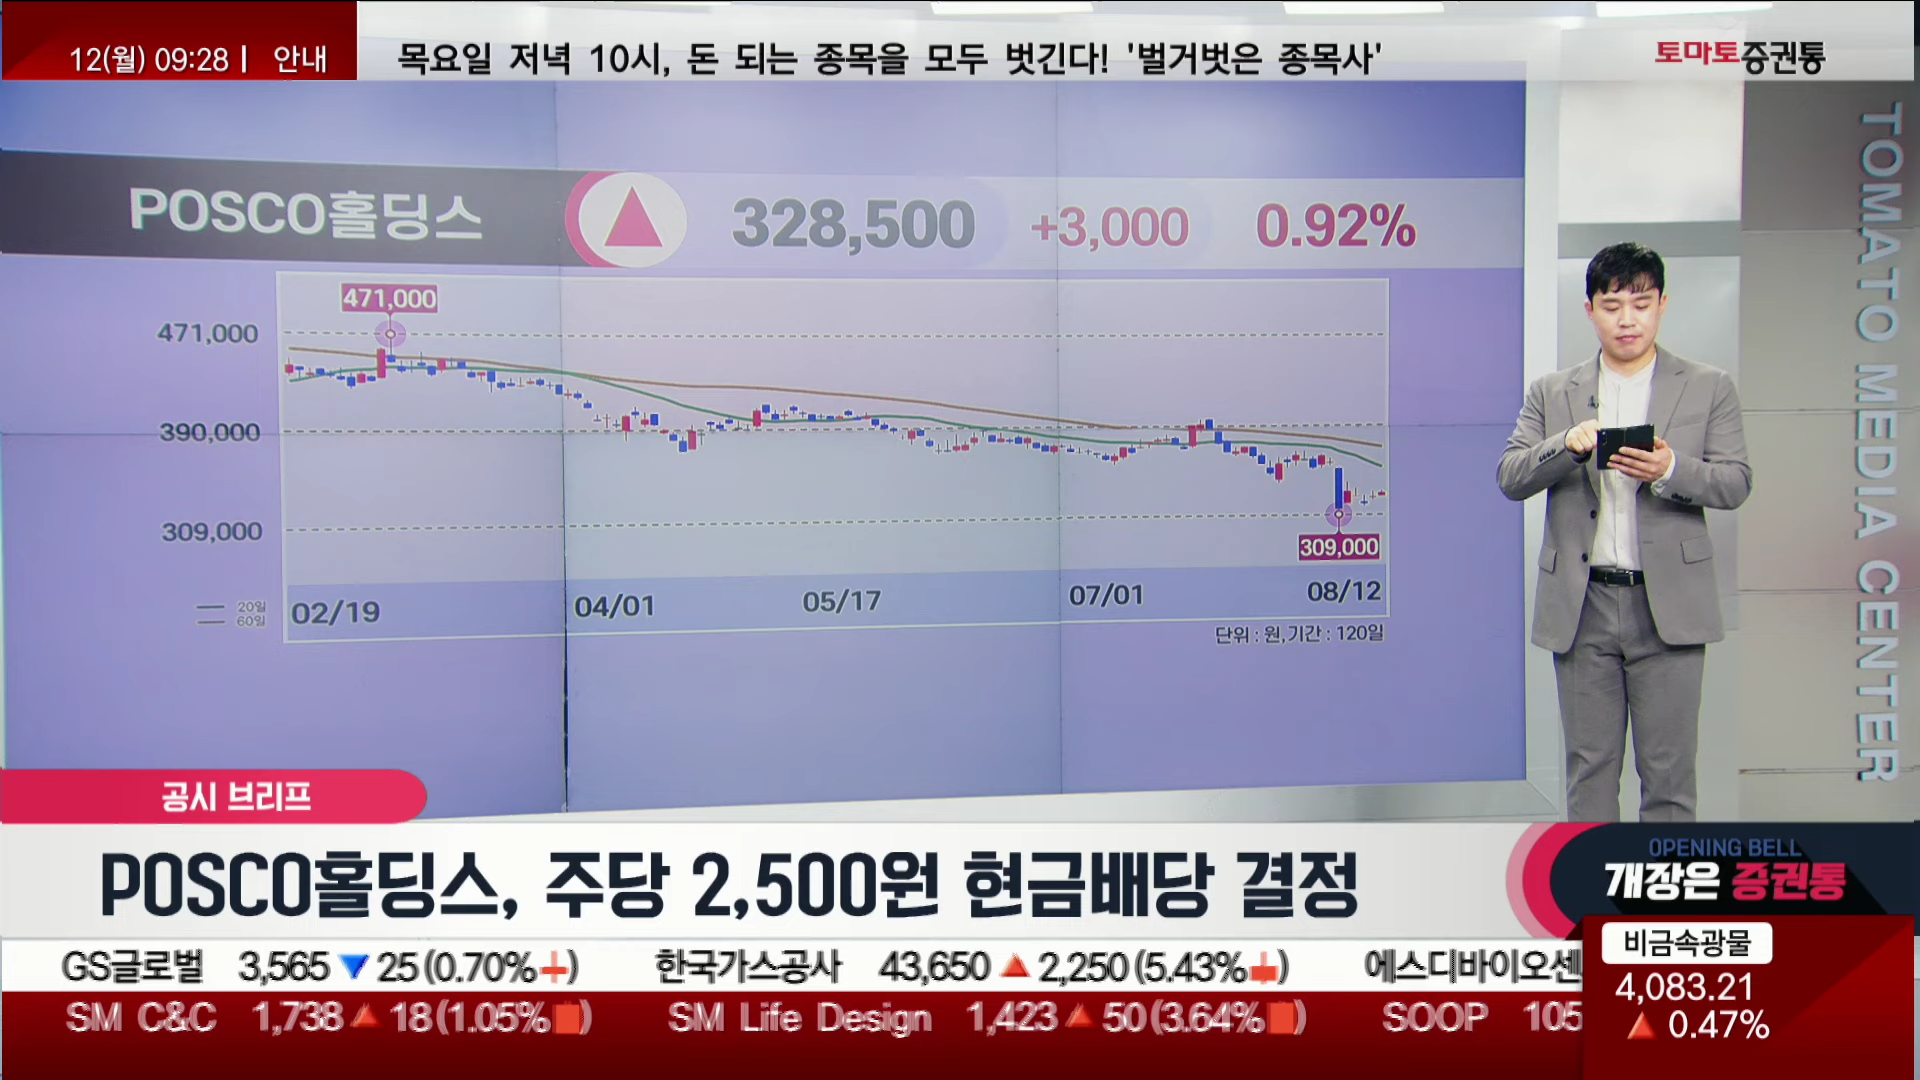 12(월) 09:28 | 안내
목요일 저녁 10시, 돈 되는 종목을 모두 벗긴다! '벌거벗은 종목사'
토마토증권통
TOMATO MEDIA CENTER
POSCO홀딩스 ▲ 328,500 +3,000 0.92%
471,000
471,000
390,000
309,000
309,000
20일
60일
02/19 04/01 05/17 07/01 08/12
단위 : 원, 기간 : 120일
공시 브리프
POSCO홀딩스, 주당 2,500원 현금배당 결정
OPENING BELL
개장은 증권통
GS글로벌 3,565 ▼ 25 (0.70%) 한국가스공사 43,650 ▲ 2,250 (5.43%) 에스디바이오센
SM C&C 1,738 ▲ 18 (1.05%) SM Life Design 1,423 ▲ 50 (3.64%) SOOP 105
비금속광물
4,083.21
▲ 0.47%